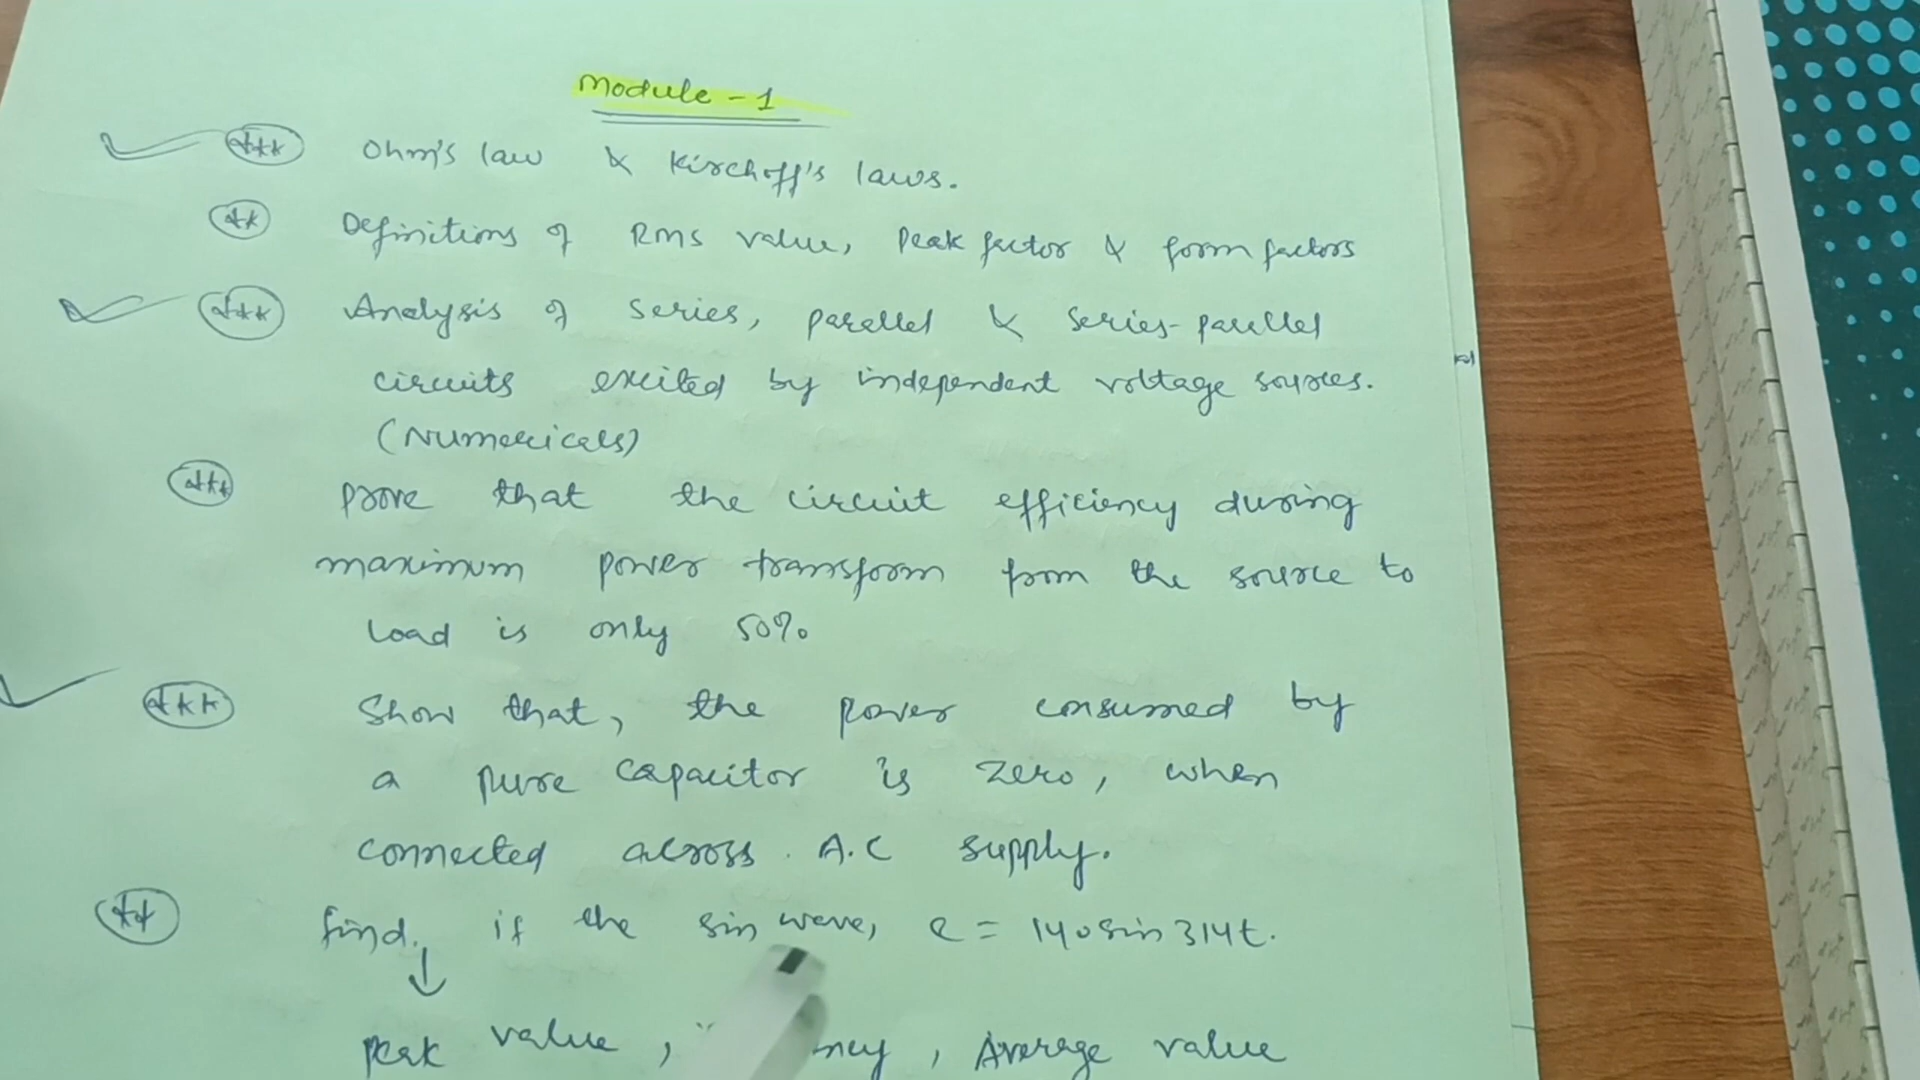 Module - 1
*** Ohm's law & Kirchoff's laws.
** Definitions of RMS value, Peak factor & form factors
*** Analysis of series, parallel & series-parallel
circuits excited by independent voltage sources.
(Numericals)
*** prove that the circuit efficiency during
maximum power transform from the source to
load is only 50%
*** Show that, the power consumed by
a pure capacitor is zero, when
connected across A.C supply.
** find, if the sin wave, e = 140 sin 314t.
peak value, , Average value